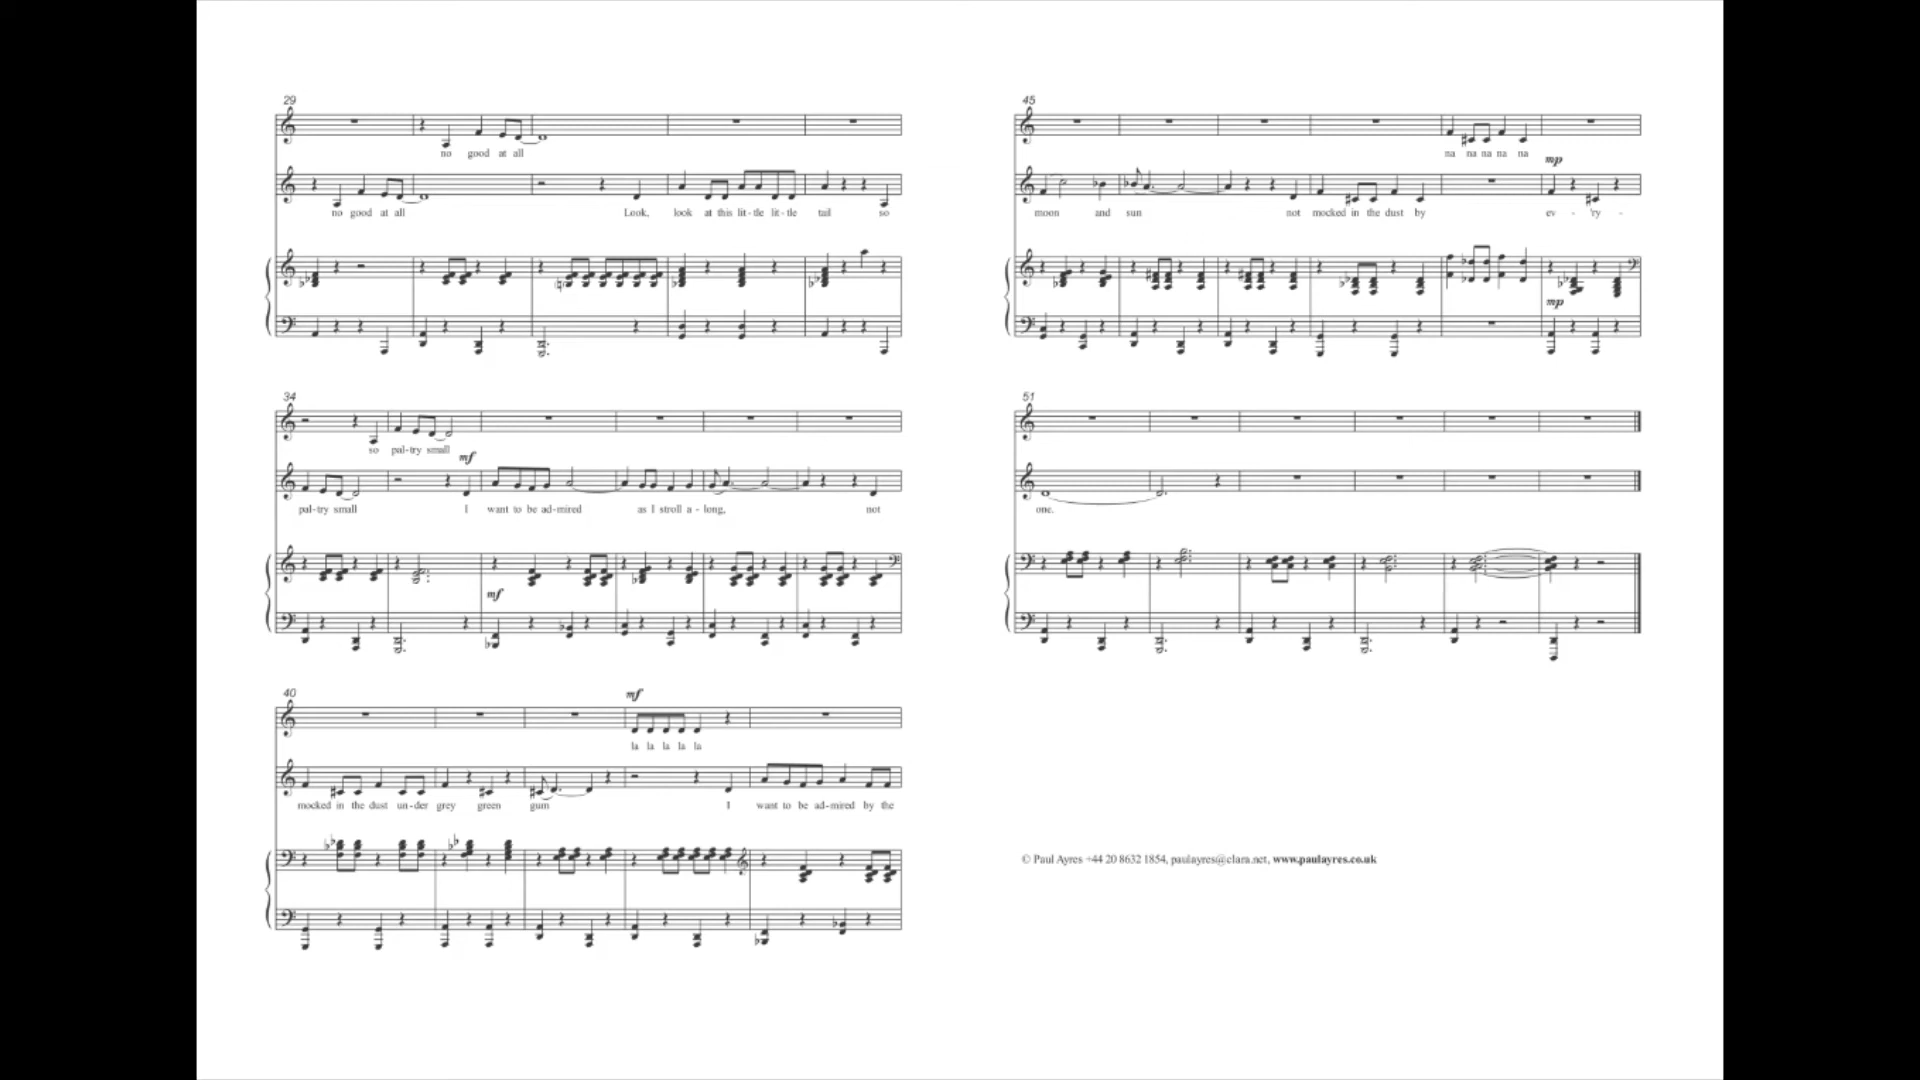 29
no good at all
no good at all Look, look at this lit-tle lit-tle tail so
34
so pal-try small
mf
pal-try small I want to be ad-mired as I stroll a-long, not
mf
40
mf
la la la la la
mocked in the dust un-der grey green gum I want to be ad-mired by the
45
na na na na na
mp
moon and sun not mocked in the dust by ev - 'ry -
mp
51
one.
© Paul Ayres +44 20 8632 1854, paulayres@clara.net, www.paulayres.co.uk